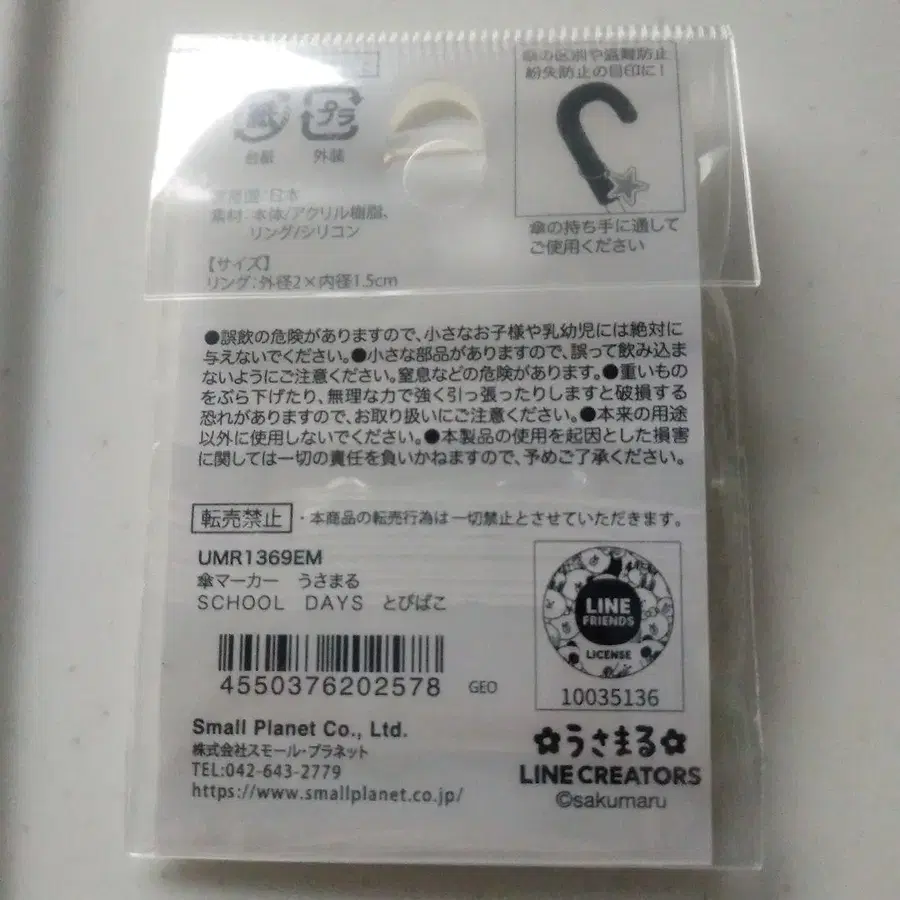 傘の区別や盗難防止
紛失防止の目印に!
紙
プラ
台紙
外装
傘の持ち手に通して
ご使用ください
日本
素材:本体/アクリル樹脂、
リング/シリコン
【サイズ】
リング:外径2×内径1.5cm
●誤飲の危険がありますので、小さなお子様や乳幼児には絶対に
与えないでください。●小さな部品がありますので、誤って飲み込ま
ないようにご注意ください。窒息などの危険があります。●重いもの
をぶら下げたり、無理な力で強く引っ張ったりしますと破損する
恐れがありますので、お取り扱いにご注意ください。●本来の用途
以外に使用しないでください。●本製品の使用を起因とした損害
に関しては一切の責任を負いかねますので、予めご了承ください。
転売禁止 ・本商品の転売行為は一切禁止とさせていただきます。
UMR1369EM
傘マーカー うさまる
SCHOOL DAYS とびばこ
4550376202578 GEO
LINE
FRIENDS
LICENSE
10035136
Small Planet Co., Ltd.
株式会社スモール・プラネット
TEL:042-643-2779
https://www.smallplanet.co.jp/
✿うさまる✿
LINE CREATORS
©sakumaru